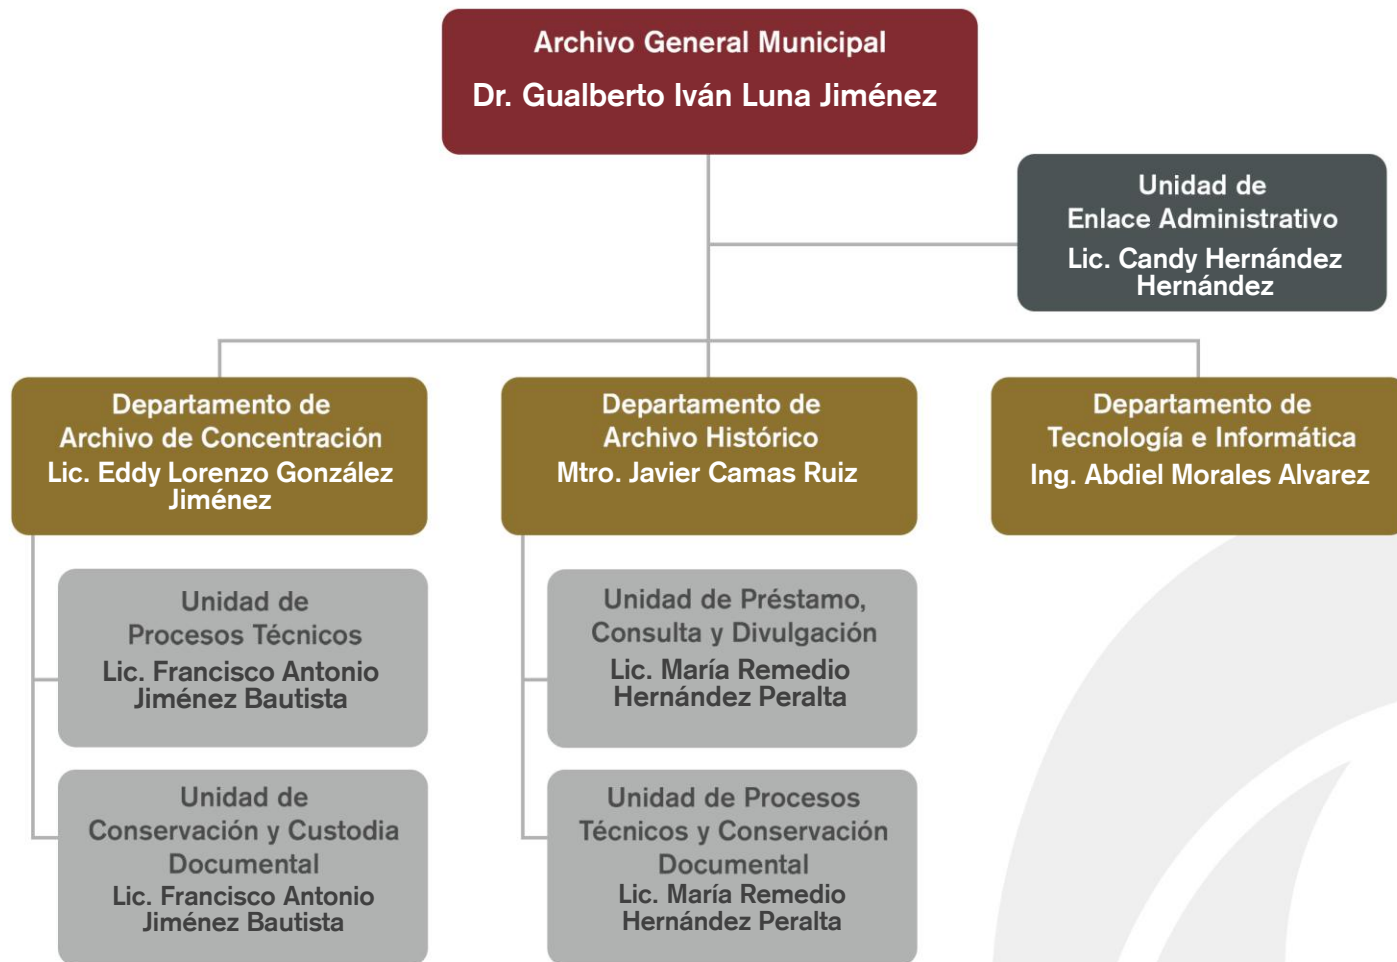 Archivo General Municipal
Dr. Gualberto Iván Luna Jiménez
Unidad de
Enlace Administrativo
Lic. Candy Hernández
Hernández
Departamento de
Archivo de Concentración
Lic. Eddy Lorenzo González
Jiménez
Departamento de
Archivo Histórico
Mtro. Javier Camas Ruiz
Departamento de
Tecnología e Informática
Ing. Abdiel Morales Alvarez
Unidad de
Procesos Técnicos
Lic. Francisco Antonio
Jiménez Bautista
Unidad de Préstamo,
Consulta y Divulgación
Lic. María Remedio
Hernández Peralta
Unidad de
Conservación y Custodia
Documental
Lic. Francisco Antonio
Jiménez Bautista
Unidad de Procesos
Técnicos y Conservación
Documental
Lic. María Remedio
Hernández Peralta